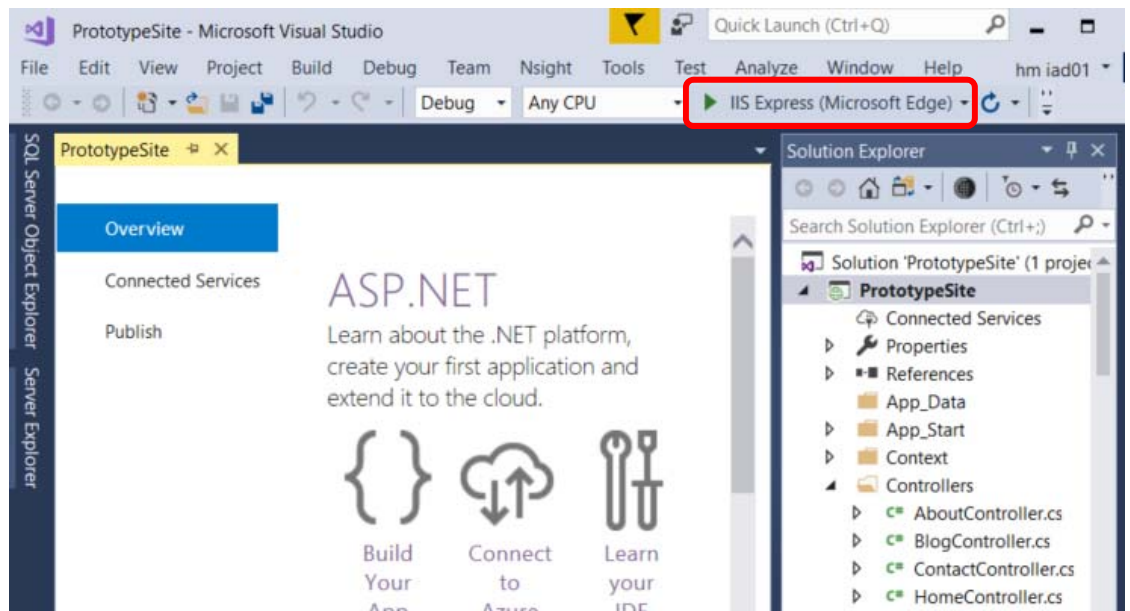 PrototypeSite - Microsoft Visual Studio
Quick Launch (Ctrl+Q)
File Edit View Project Build Debug Team Nsight Tools Test Analyze Window Help hm iad01
Debug Any CPU IIS Express (Microsoft Edge)
SQL Server Object Explorer
Server Explorer
PrototypeSite
Overview
Connected Services
Publish
ASP.NET
Learn about the .NET platform,
create your first application and
extend it to the cloud.
Build
Your
App
Connect
to
Azure
Learn
your
IDE
Solution Explorer
Search Solution Explorer (Ctrl+;)
Solution 'PrototypeSite' (1 projec
PrototypeSite
Connected Services
Properties
References
App_Data
App_Start
Context
Controllers
C# AboutController.cs
C# BlogController.cs
C# ContactController.cs
C# HomeController.cs